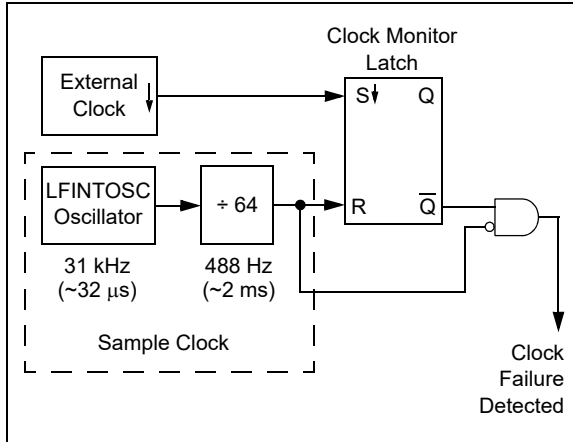 Clock Monitor
Latch
External
Clock
S
Q
LFINTOSC
Oscillator
÷ 64
R
Q̅
31 kHz
(~32 μs)
488 Hz
(~2 ms)
Sample Clock
Clock
Failure
Detected